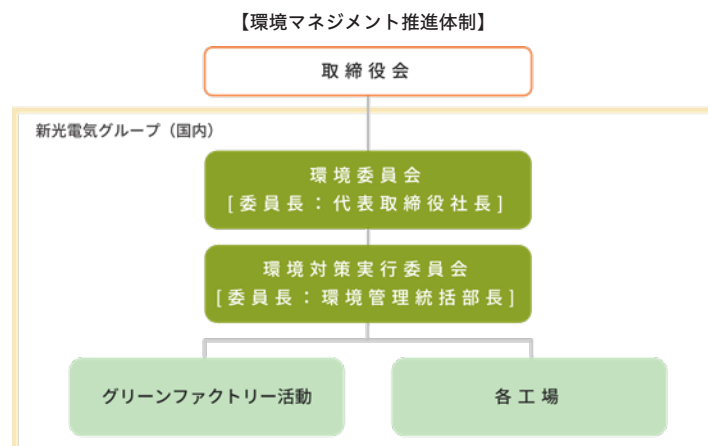 【環境マネジメント推進体制】
取締役会
新光電気グループ（国内）
環境委員会
[委員長：代表取締役社長]
環境対策実行委員会
[委員長：環境管理統括部長]
グリーンファクトリー活動
各工場